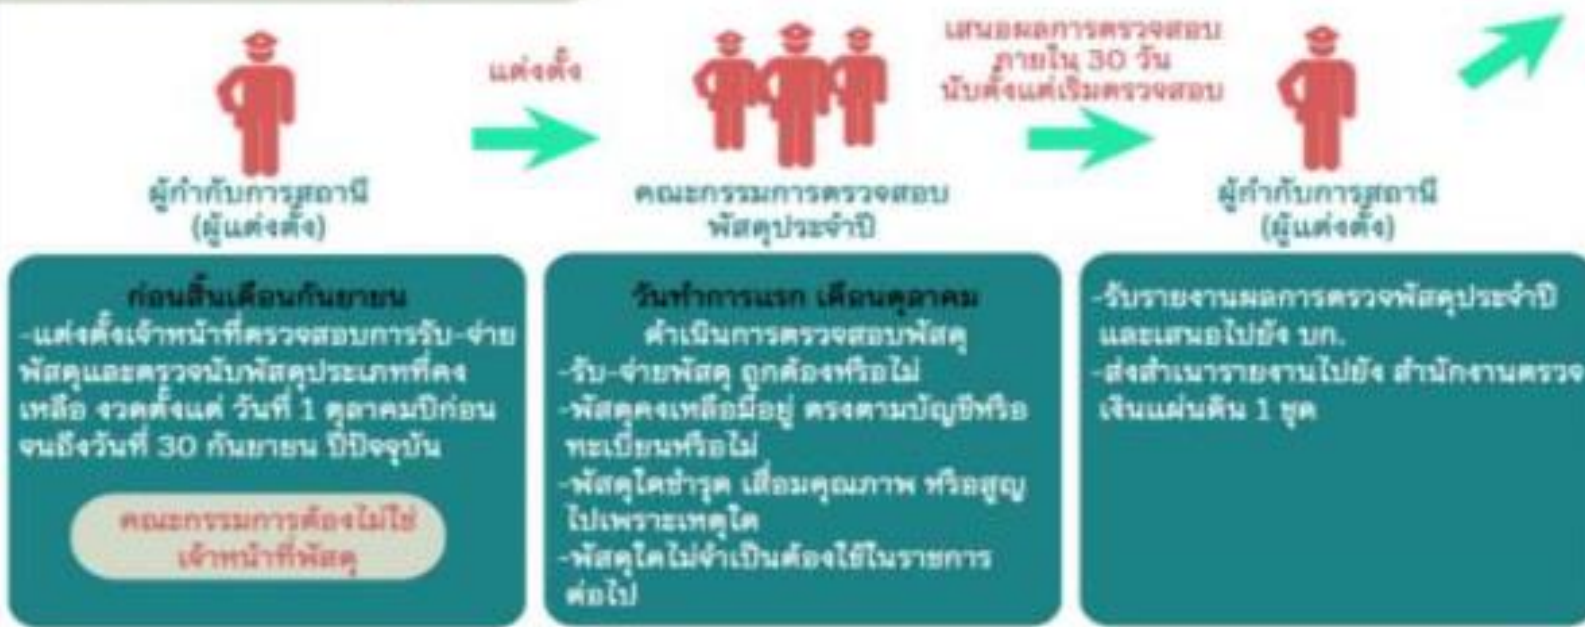 แต่งตั้ง
เสนอผลการตรวจสอบ
ภายใน 30 วัน
นับตั้งแต่เริ่มตรวจสอบ
ผู้กำกับการสถานี
(ผู้แต่งตั้ง)
คณะกรรมการตรวจสอบ
พัสดุประจำปี
ผู้กำกับการสถานี
(ผู้แต่งตั้ง)
ก่อนสิ้นเดือนกันยายน
-แต่งตั้งเจ้าหน้าที่ตรวจสอบการรับ-จ่าย
พัสดุและตรวจนับพัสดุประเภทที่คง
เหลือ งวดตั้งแต่ วันที่ 1 ตุลาคมปีก่อน
จนถึงวันที่ 30 กันยายน ปีปัจจุบัน
คณะกรรมการต้องไม่ใช่
เจ้าหน้าที่พัสดุ
วันทำการแรก เดือนตุลาคม
ดำเนินการตรวจสอบพัสดุ
-รับ-จ่ายพัสดุ ถูกต้องหรือไม่
-พัสดุคงเหลือมีอยู่ ตรงตามบัญชีหรือ
ทะเบียนหรือไม่
-พัสดุใดชำรุด เสื่อมคุณภาพ หรือสูญ
ไปเพราะเหตุใด
-พัสดุใดไม่จำเป็นต้องใช้ในราชการ
ต่อไป
-รับรายงานผลการตรวจพัสดุประจำปี
และเสนอไปยัง บก.
-ส่งสำเนารายงานไปยัง สำนักงานตรวจ
เงินแผ่นดิน 1 ชุด